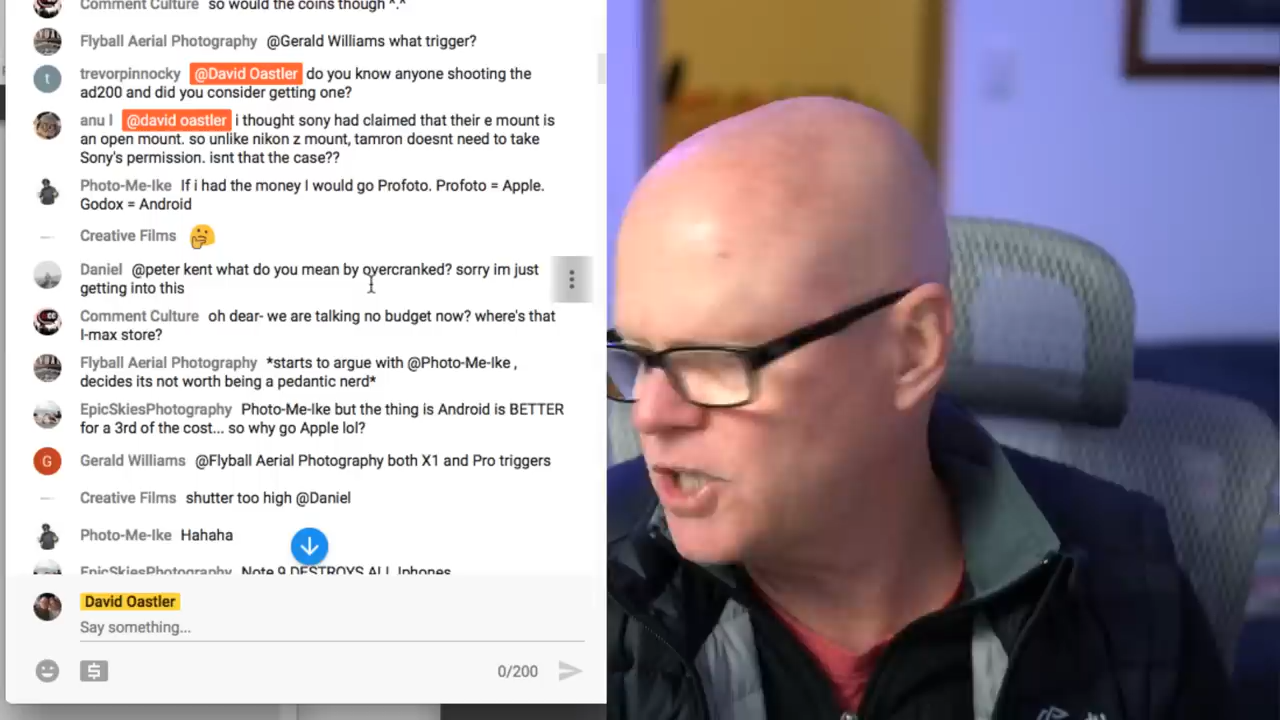 Comment Culture so would the coins though ^.^
Flyball Aerial Photography @Gerald Williams what trigger?
trevorpinnocky @David Oastler do you know anyone shooting the
ad200 and did you consider getting one?
anu l @david oastler i thought sony had claimed that their e mount is
an open mount. so unlike nikon z mount, tamron doesnt need to take
Sony's permission. isnt that the case??
Photo-Me-Ike If i had the money I would go Profoto. Profoto = Apple.
Godox = Android
Creative Films
Daniel @peter kent what do you mean by overcranked? sorry im just
getting into this
Comment Culture oh dear- we are talking no budget now? where's that
I-max store?
Flyball Aerial Photography *starts to argue with @Photo-Me-Ike ,
decides its not worth being a pedantic nerd*
EpicSkiesPhotography Photo-Me-Ike but the thing is Android is BETTER
for a 3rd of the cost... so why go Apple lol?
G
Gerald Williams @Flyball Aerial Photography both X1 and Pro triggers
Creative Films shutter too high @Daniel
Photo-Me-Ike Hahaha
EpicSkiesPhotography Note 9 DESTROYS ALL Iphones
David Oastler
Say something...
0/200